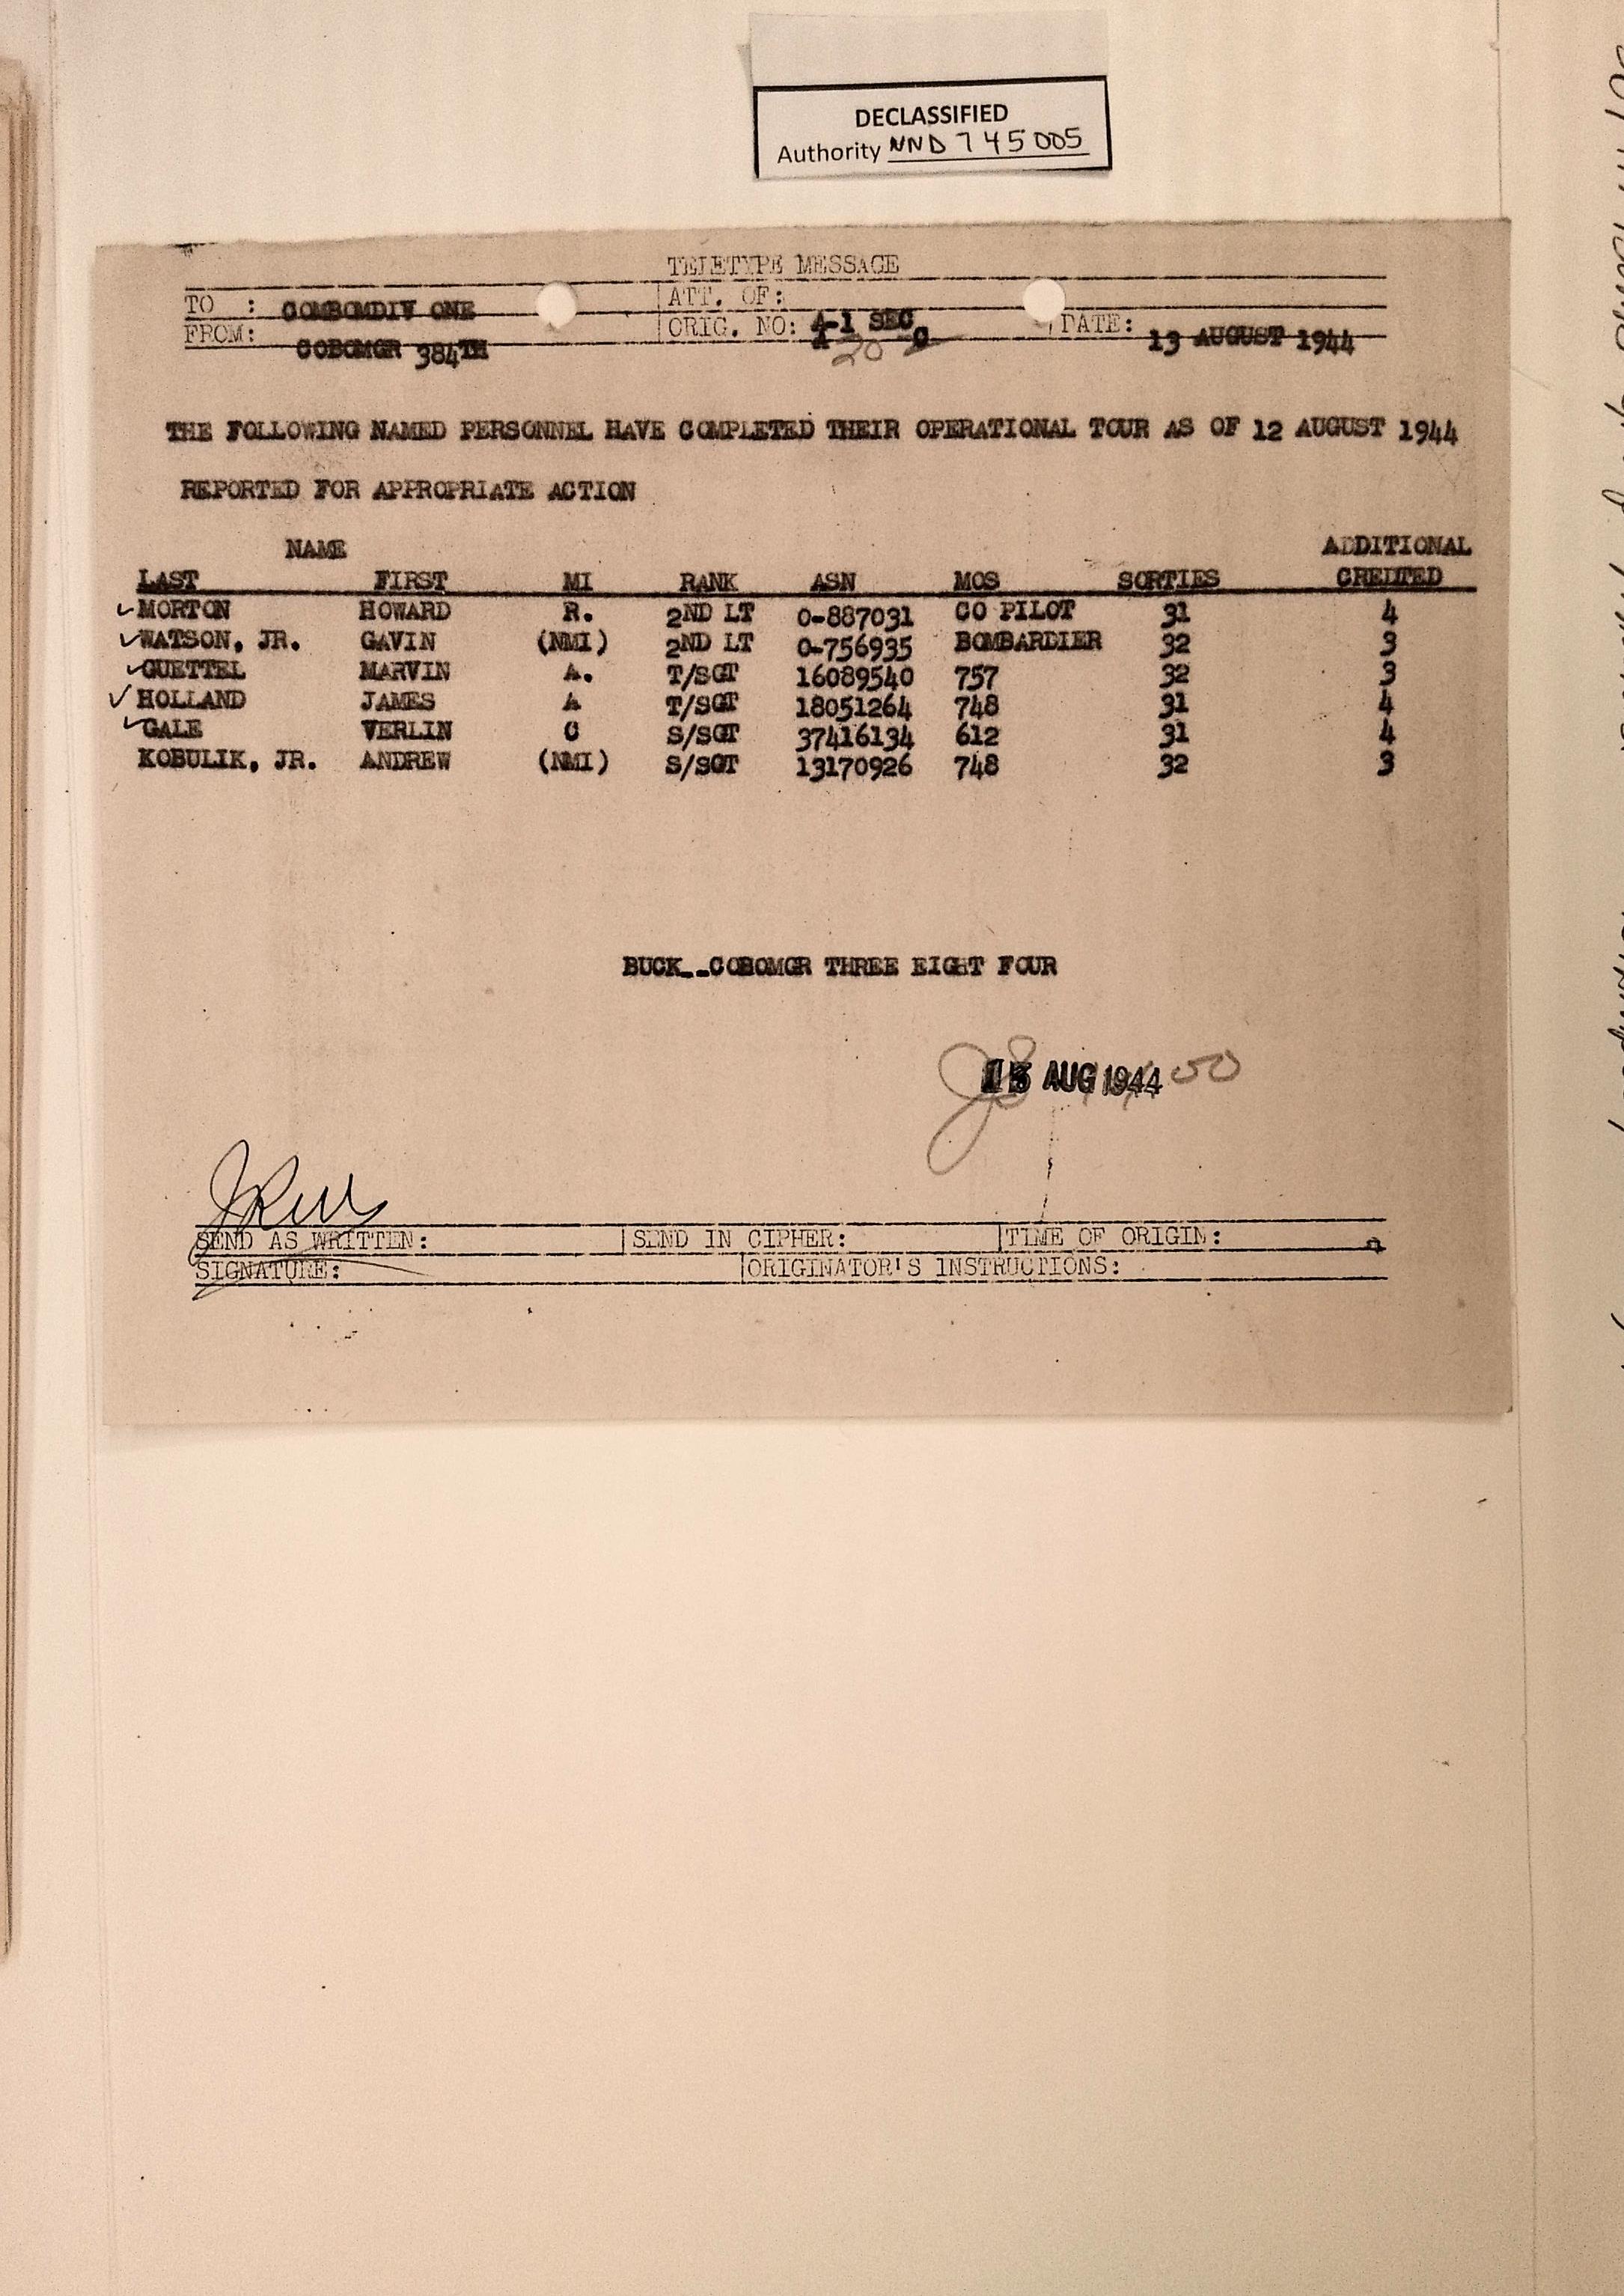 DECLASSIFIED
Authority NND 745005
TELETYPE MESSAGE
TO : COMBOMDIV ONE ATT. OF:
FROM: COBOMGR 384TH ORIG. NO: A-1 SEC DATE: 13 AUGUST 1944
20
THE FOLLOWING NAMED PERSONNEL HAVE COMPLETED THEIR OPERATIONAL TOUR AS OF 12 AUGUST 1944
REPORTED FOR APPROPRIATE ACTION
NAME ADDITIONAL
LAST FIRST MI RANK ASN MOS SORTIES CREDITED
✓ MORTON HOWARD R. 2ND LT 0-887031 CO PILOT 31 4
✓ WATSON, JR. GAVIN (NMI) 2ND LT 0-756935 BOMBARDIER 32 3
✓ GUETTEL MARVIN A. T/SGT 16089540 757 32 3
✓ HOLLAND JAMES A T/SGT 18051264 748 31 4
✓ GALE VERLIN C S/SGT 37416134 612 31 4
KOBULIK, JR. ANDREW (NMI) S/SGT 13170926 748 32 3
BUCK__COBOMGR THREE EIGHT FOUR
AUG 1944
SEND AS WRITTEN: SEND IN CIPHER: TIME OF ORIGIN:
SIGNATURE: ORIGINATOR'S INSTRUCTIONS: